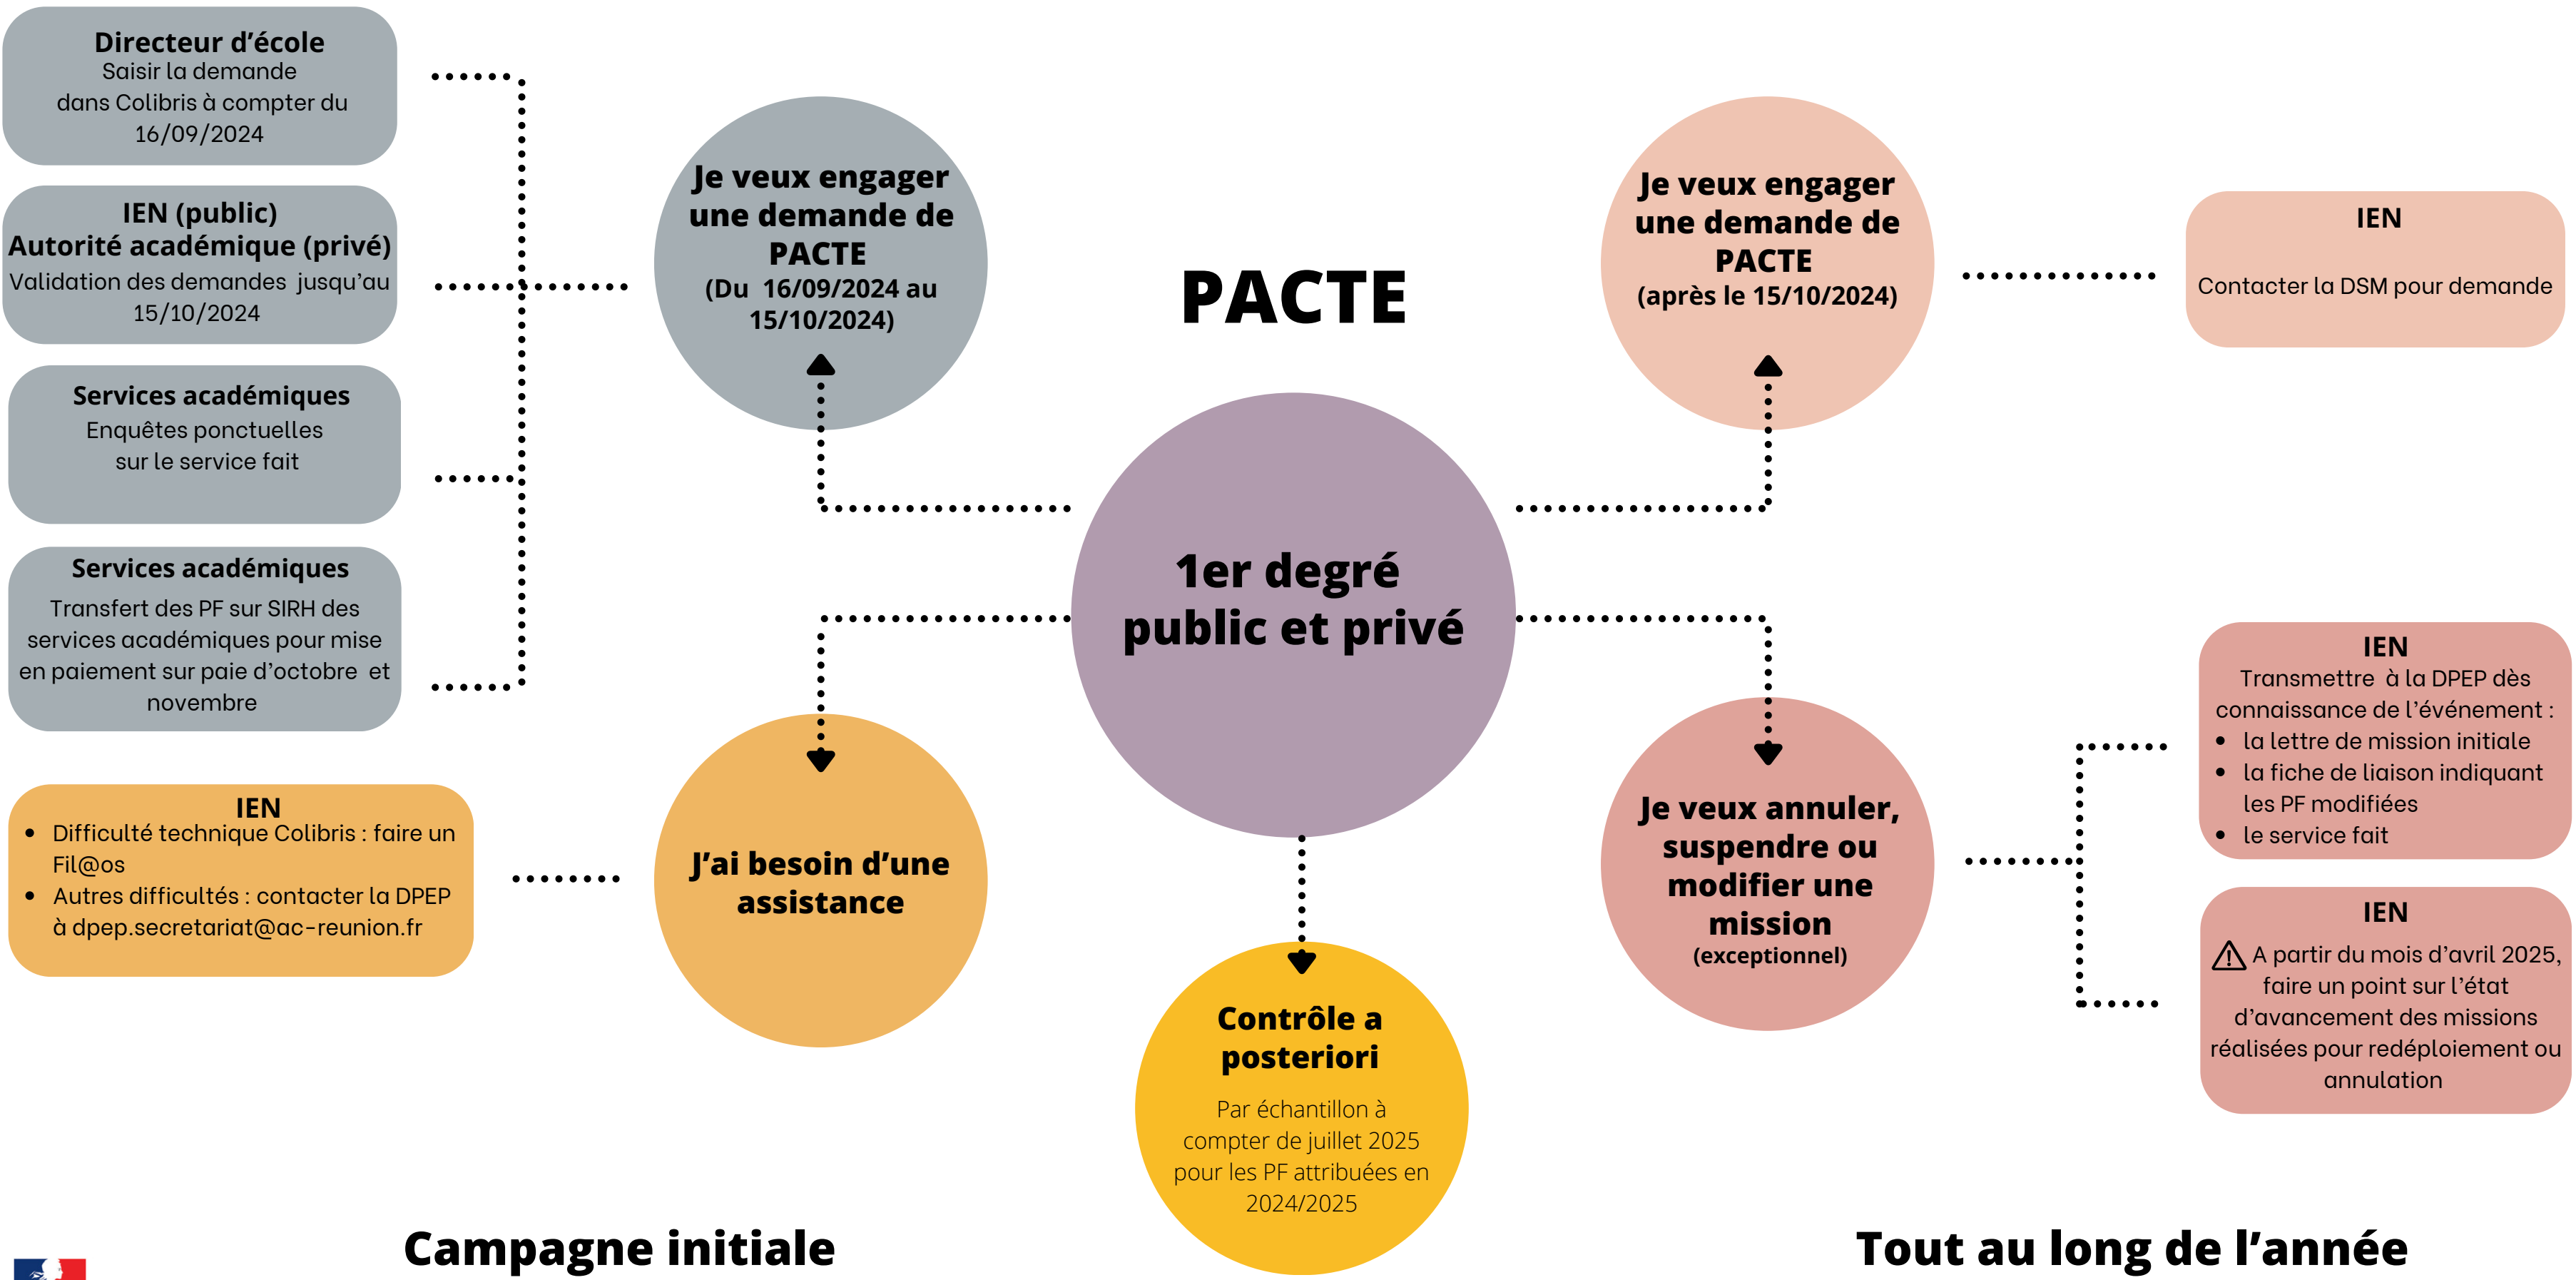 Directeur d’école
Saisir la demande
dans Colibris à compter du
16/09/2024
IEN (public)
Autorité académique (privé)
Validation des demandes jusqu’au
15/10/2024
Services académiques
Enquêtes ponctuelles
sur le service fait
Services académiques
Transfert des PF sur SIRH des
services académiques pour mise
en paiement sur paie d’octobre et
novembre
IEN
• Difficulté technique Colibris : faire un
Fil@os
• Autres difficultés : contacter la DPEP
à dpep.secretariat@ac-reunion.fr
Je veux engager
une demande de
PACTE
(Du 16/09/2024 au
15/10/2024)
J’ai besoin d’une
assistance
PACTE
1er degré
public et privé
Contrôle a
posteriori
Par échantillon à
compter de juillet 2025
pour les PF attribuées en
2024/2025
Je veux engager
une demande de
PACTE
(après le 15/10/2024)
Je veux annuler,
suspendre ou
modifier une
mission
(exceptionnel)
IEN
Contacter la DSM pour demande
IEN
Transmettre à la DPEP dès
connaissance de l’événement :
• la lettre de mission initiale
• la fiche de liaison indiquant
les PF modifiées
• le service fait
IEN
⚠ A partir du mois d’avril 2025,
faire un point sur l’état
d’avancement des missions
réalisées pour redéploiement ou
annulation
Campagne initiale
Tout au long de l’année